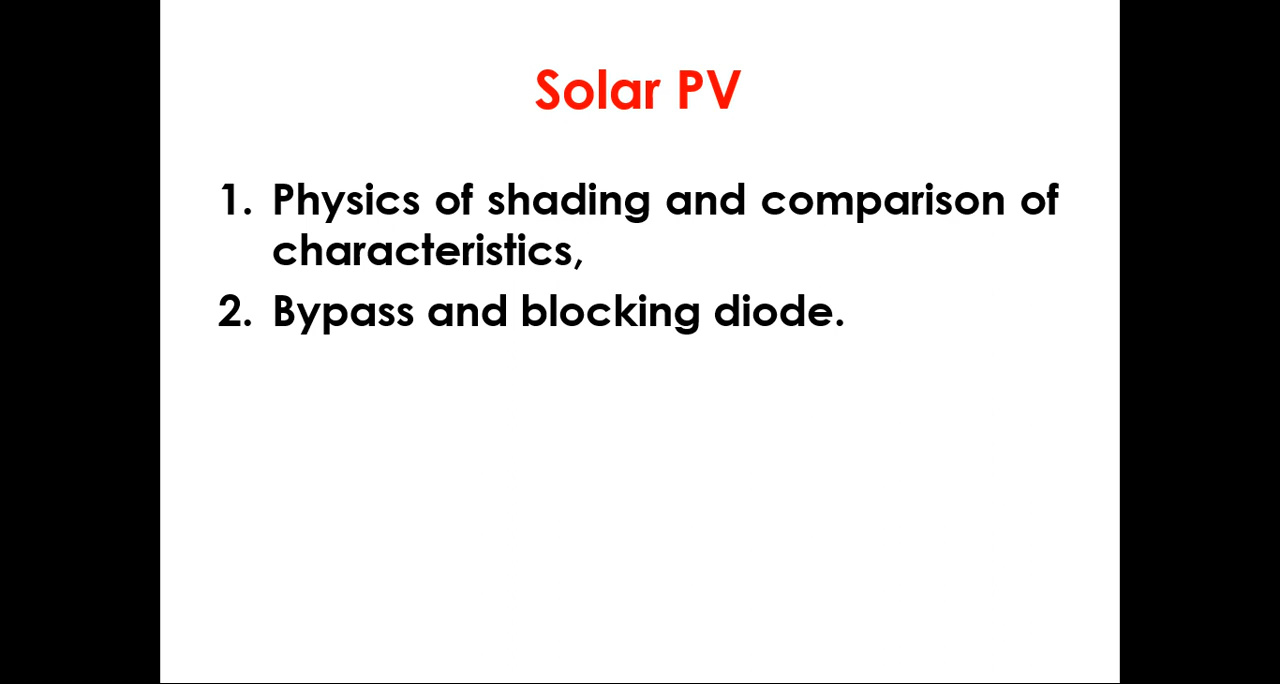 Solar PV
1. Physics of shading and comparison of
characteristics,
2. Bypass and blocking diode.